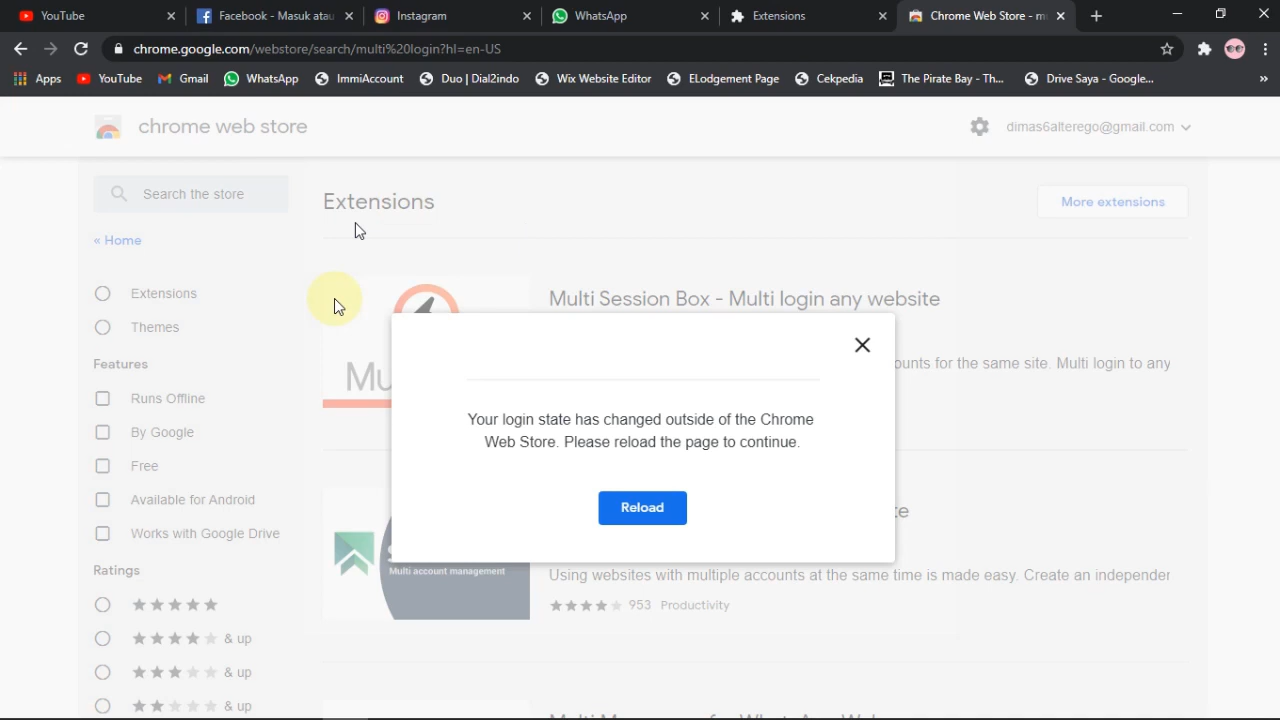 YouTube
Facebook - Masuk atau
Instagram
WhatsApp
Extensions
Chrome Web Store - m
chrome.google.com/webstore/search/multi%20login?hl=en-US
Apps YouTube Gmail WhatsApp ImmiAccount Duo | Dial2indo Wix Website Editor ELodgement Page Cekpedia The Pirate Bay - Th... Drive Saya - Google... »
chrome web store
dimas6alterego@gmail.com
Search the store
« Home
Extensions
Themes
Features
Runs Offline
By Google
Free
Available for Android
Works with Google Drive
Ratings
& up
& up
& up
Extensions
More extensions
Multi Session Box - Multi login any website
Mu
ounts for the same site. Multi login to any
Your login state has changed outside of the Chrome
Web Store. Please reload the page to continue.
Reload
te
Multi account management
Using websites with multiple accounts at the same time is made easy. Create an independer
953 Productivity